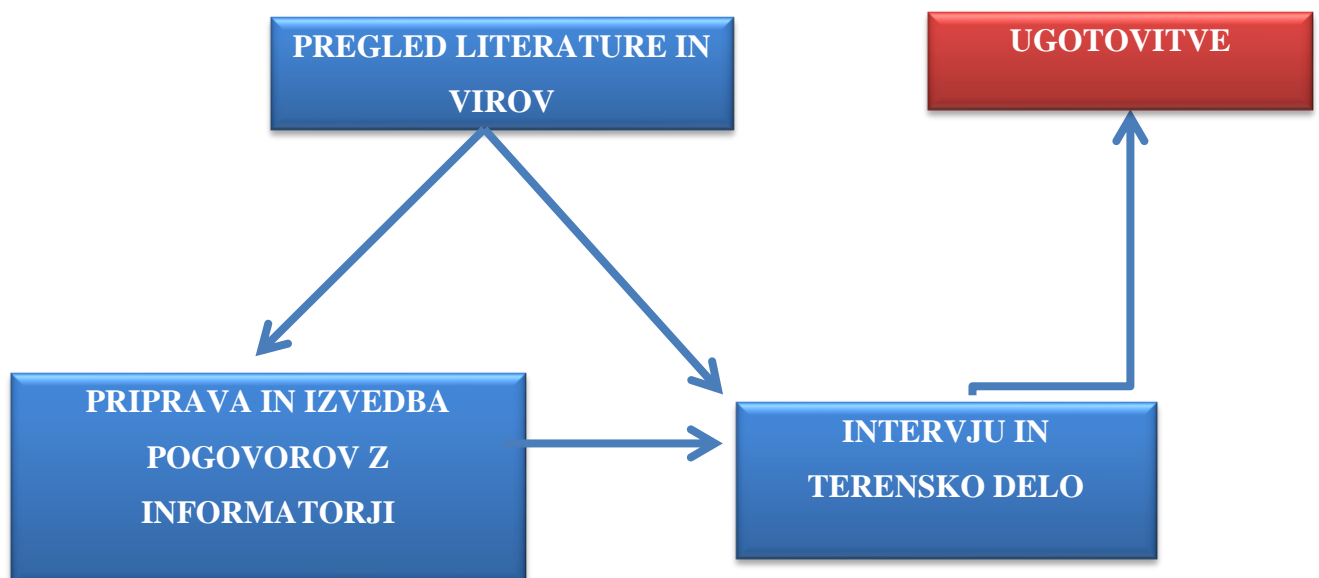 PREGLED LITERATURE IN
VIROV
UGOTOVITVE
PRIPRAVA IN IZVEDBA
POGOVOROV Z
INFORMATORJI
INTERVJU IN
TERENSKO DELO